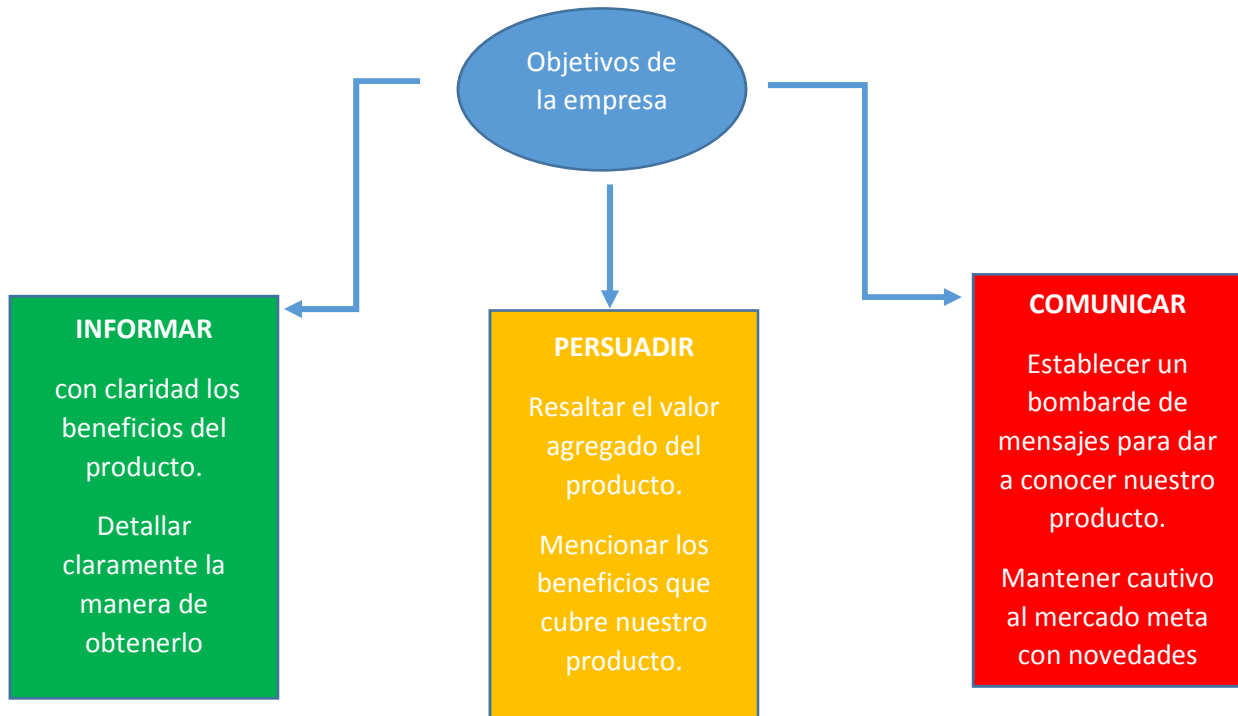 Objetivos de
la empresa
INFORMAR
con claridad los
beneficios del
producto.
Detallar
claramente la
manera de
obtenerlo
PERSUADIR
Resaltar el valor
agregado del
producto.
Mencionar los
beneficios que
cubre nuestro
producto.
COMUNICAR
Establecer un
bombarde de
mensajes para dar
a conocer nuestro
producto.
Mantener cautivo
al mercado meta
con novedades